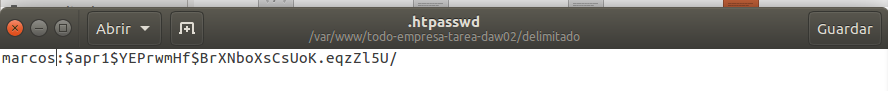 .htpasswd
Abrir
/var/www/todo-empresa-tarea-daw02/delimitado
Guardar
marcos:$apr1$YEPrwmHf$BrXNboXsCsUoK.eqzZl5U/